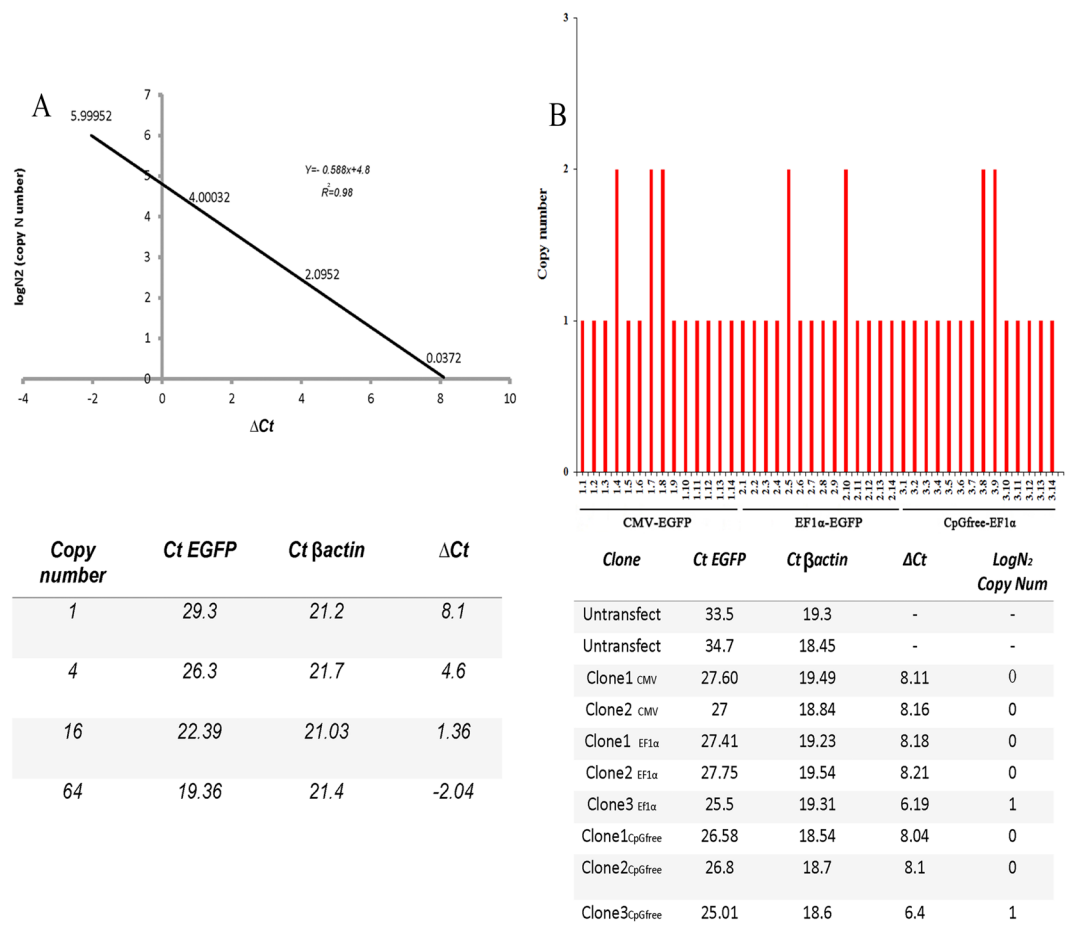 A
7
6
5
4
3
2
1
0
5.99952
4.00032
2.0952
0.0372
Y=- 0.588x+4.8
R2=0.98
logN2 (copy N umber)
-4 -2 0 2 4 6 8 10
ΔCt
B
3
2
1
0
Copy number
1.1 1.2 1.3 1.4 1.5 1.6 1.7 1.8 1.9 1.10 1.11 1.12 1.13 1.14 2.1 2.2 2.3 2.4 2.5 2.6 2.7 2.8 2.9 2.10 2.11 2.12 2.13 2.14 3.1 3.2 3.3 3.4 3.5 3.6 3.7 3.8 3.9 3.10 3.11 3.12 3.13 3.14
CMV-EGFP EF1α-EGFP CpGfree-EF1α
Copy number Ct EGFP Ct βactin ΔCt
1 29.3 21.2 8.1
4 26.3 21.7 4.6
16 22.39 21.03 1.36
64 19.36 21.4 -2.04
Clone Ct EGFP Ct βactin ΔCt LogN2
Copy Num
Untransfect 33.5 19.3 - -
Untransfect 34.7 18.45 - -
Clone1 CMV 27.60 19.49 8.11 0
Clone2 CMV 27 18.84 8.16 0
Clone1 EF1α 27.41 19.23 8.18 0
Clone2 EF1α 27.75 19.54 8.21 0
Clone3 Ef1α 25.5 19.31 6.19 1
Clone1CpGfree 26.58 18.54 8.04 0
Clone2CpGfree 26.8 18.7 8.1 0
Clone3CpGfree 25.01 18.6 6.4 1